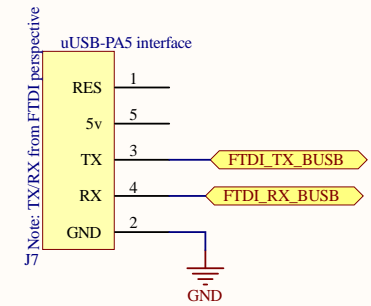 uUSB-PA5 interface
Note: TX/RX from FTDI perspective
RES 1
5v 5
TX 3 FTDI_TX_BUSB
RX 4 FTDI_RX_BUSB
GND 2
J7
GND